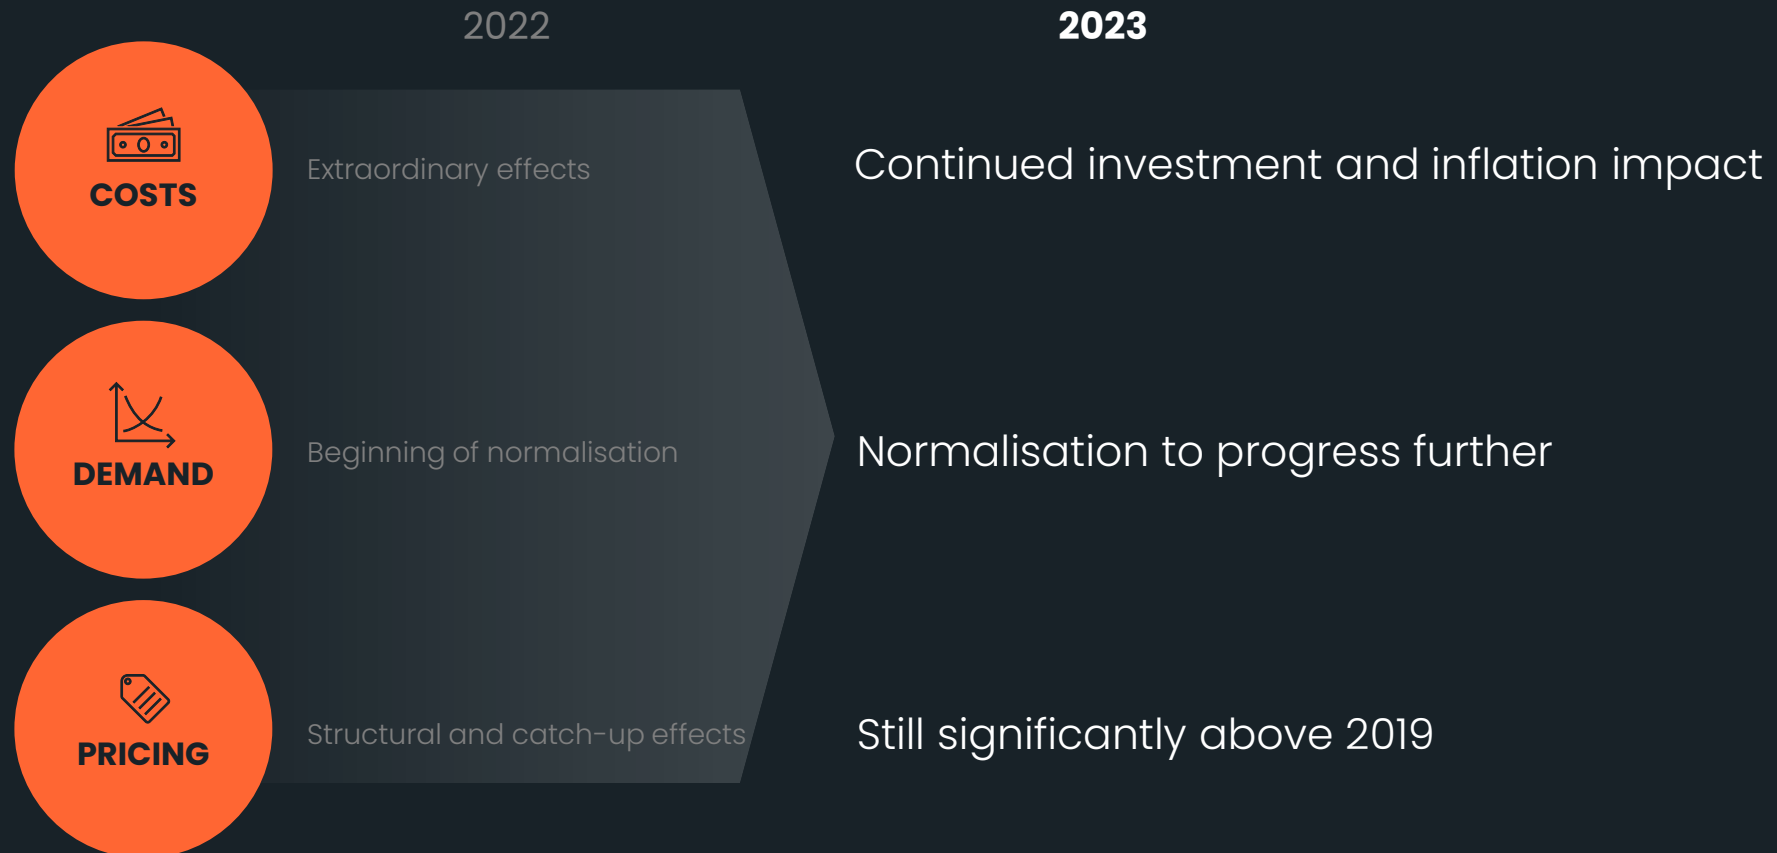 2022
2023
COSTS
Extraordinary effects
Continued investment and inflation impact
DEMAND
Beginning of normalisation
Normalisation to progress further
PRICING
Structural and catch-up effects
Still significantly above 2019